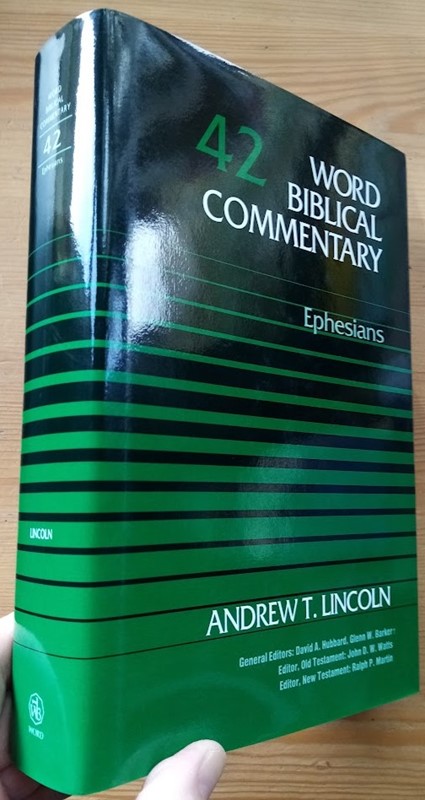 WORD
BIBLICAL
COMMENTARY
42
Ephesians
LINCOLN
WORD
42
WORD
BIBLICAL
COMMENTARY
Ephesians
ANDREW T. LINCOLN
General Editors: David A. Hubbard, Glenn W. Barker†
Editor, Old Testament: John D. W. Watts
Editor, New Testament: Ralph P. Martin